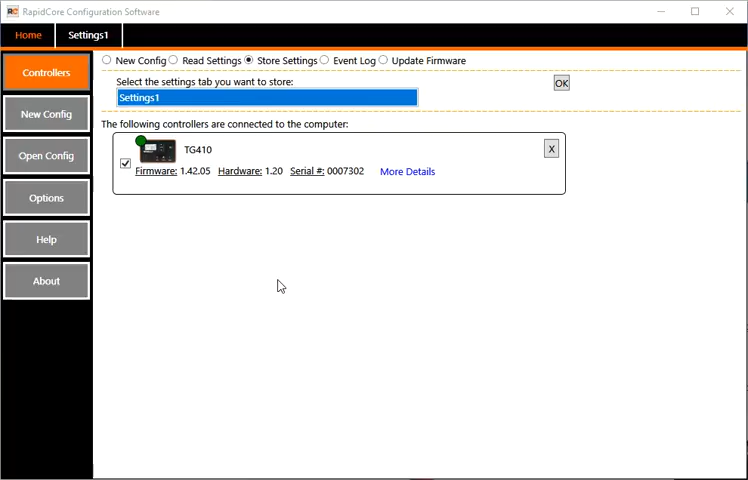 RC RapidCore Configuration Software
Home Settings1
Controllers
New Config
Open Config
Options
Help
About
New Config Read Settings Store Settings Event Log Update Firmware
Select the settings tab you want to store:
OK
Settings1
The following controllers are connected to the computer:
TG410
X
Firmware: 1.42.05 Hardware: 1.20 Serial #: 0007302 More Details